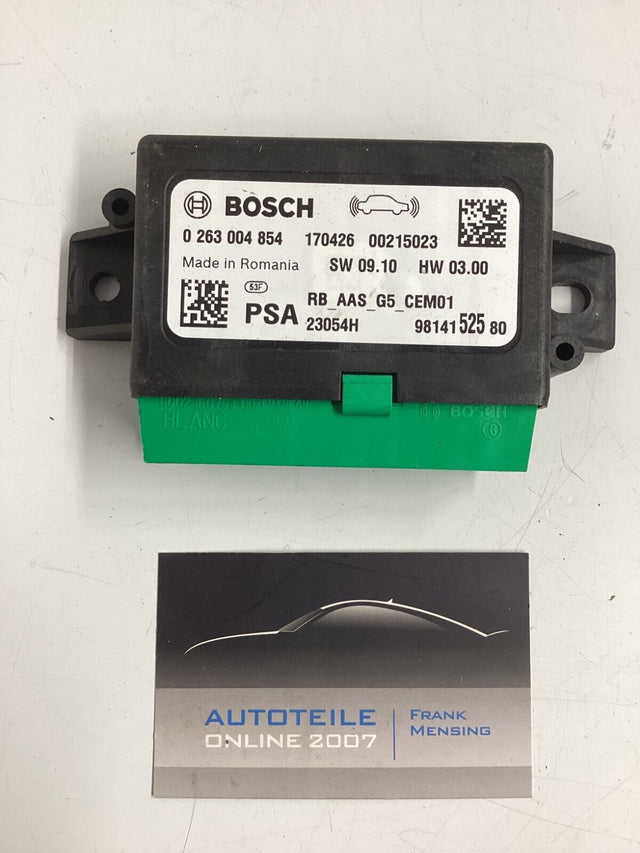 BOSCH
0 263 004 854 170426 00215023
Made in Romania SW 09.10 HW 03.00
53F
PSA RB_AAS_G5_CEM01
23054H 98141 525 80
BLANC BOSCH
6
AUTOTEILE
ONLINE 2007
FRANK
MENSING